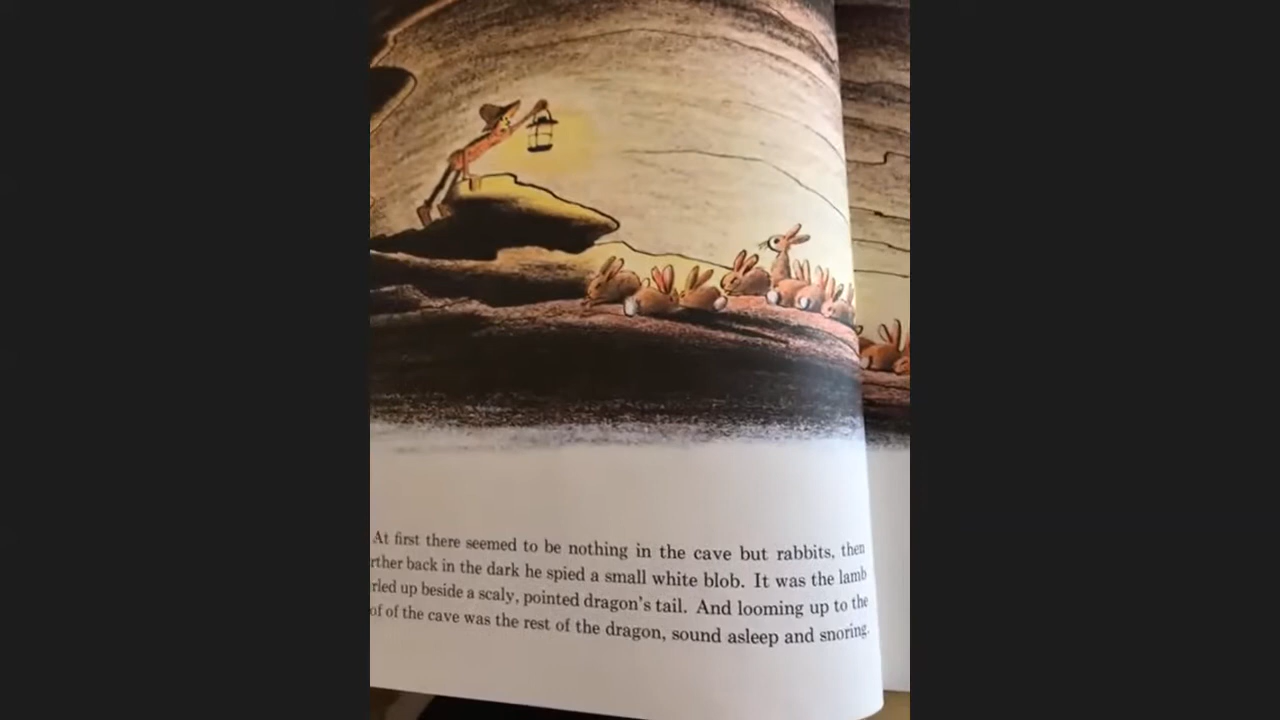 At first there seemed to be nothing in the cave but rabbits, then
rther back in the dark he spied a small white blob. It was the lamb
rled up beside a scaly, pointed dragon's tail. And looming up to the
of of the cave was the rest of the dragon, sound asleep and snoring.